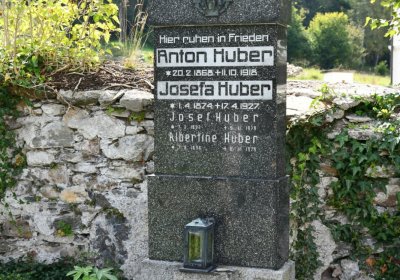 Hier ruhen in Frieden
Anton Huber
*20.2.1868+11.10.1918.
Josefa Huber
*1.4.1874+17.4.1927.
Josef Huber
Albertine Huber